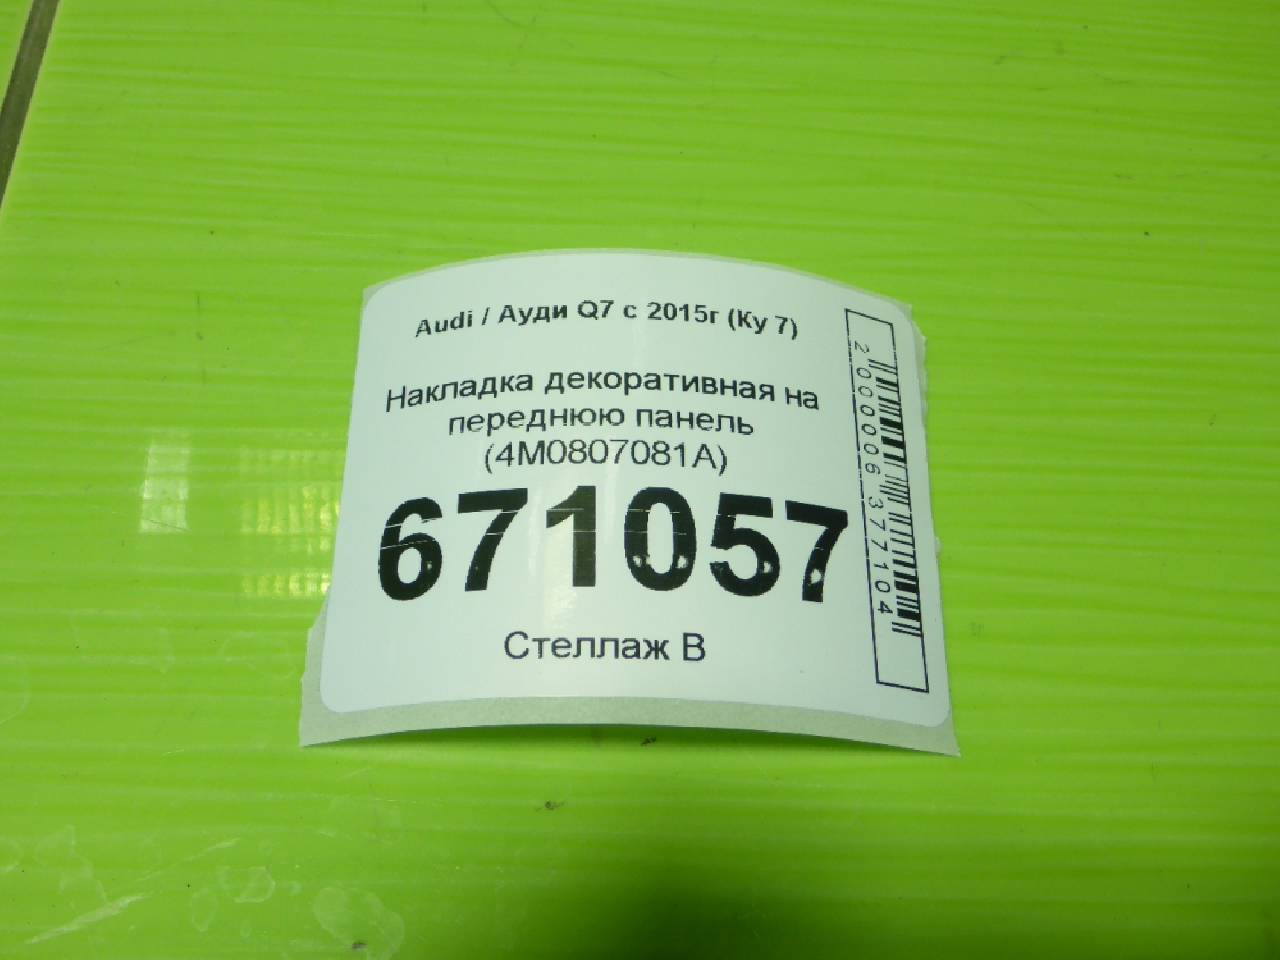 Audi / Ауди Q7 с 2015г (Ку 7)
Накладка декоративная на
переднюю панель
(4M0807081A)
671057
Стеллаж В
2000006377104